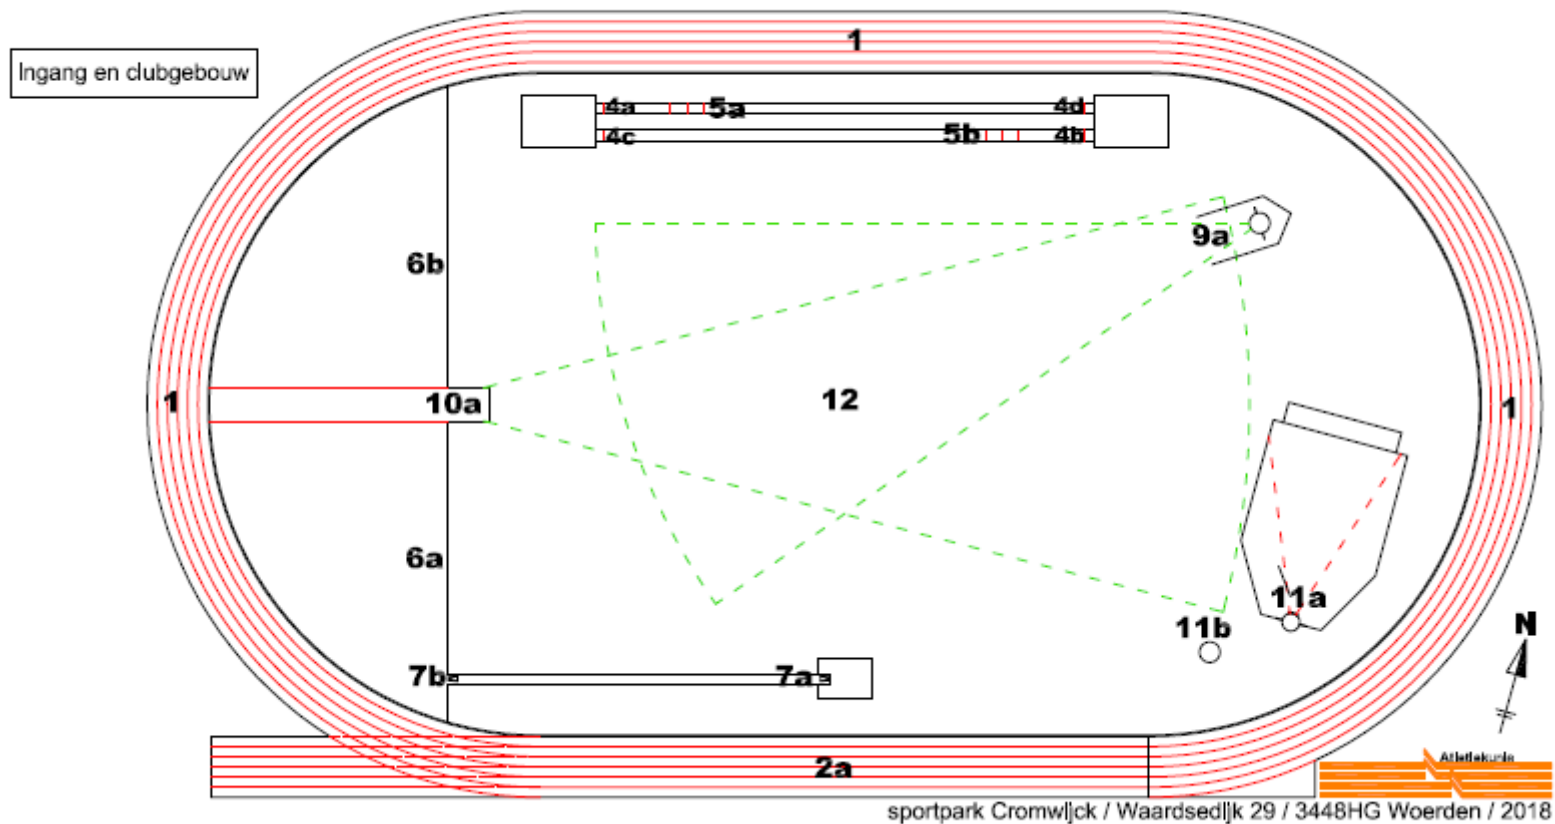 1
Ingang en clubgebouw
4a 5a 4d
4c 5b 4b
9a
6b
12
10a
1
1
6a
11a
11b
N
7b 7a
Atletiekunie
2a
sportpark Cromwijck / Waardsedijk 29 / 3448HG Woerden / 2018